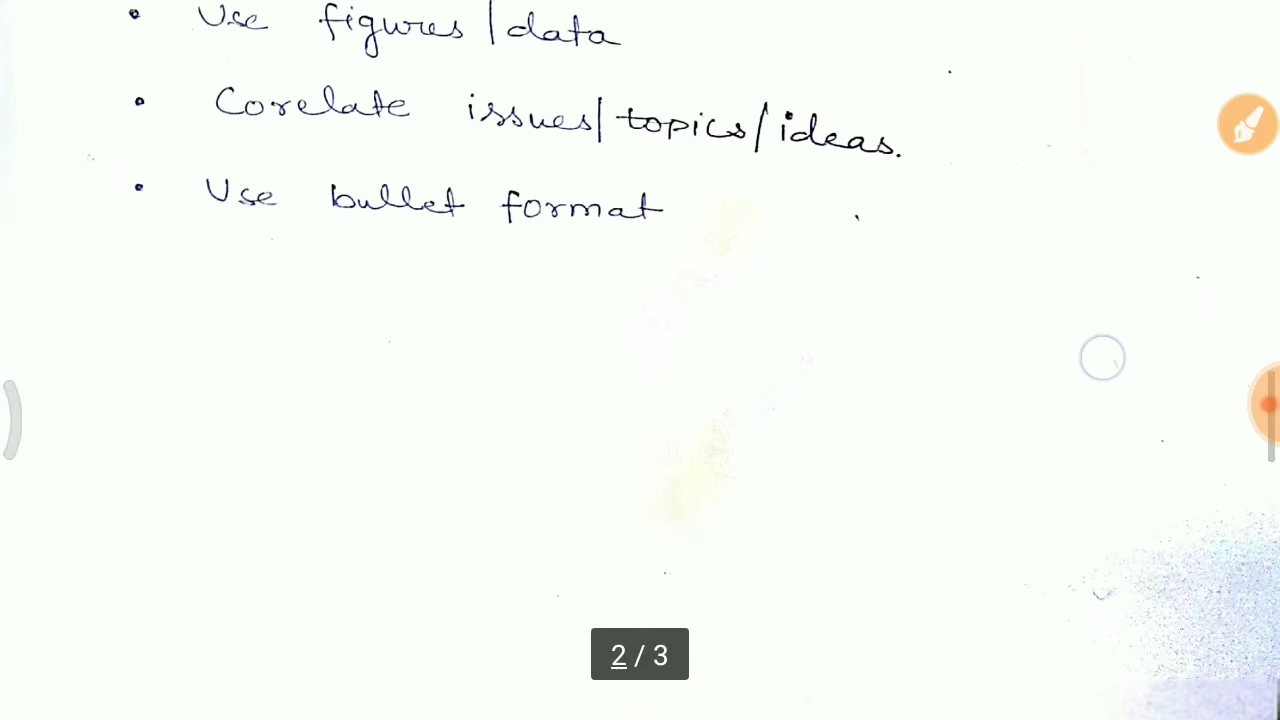 • Use figures/data
• Corelate issues/topics/ideas.
• Use bullet format
2 / 3